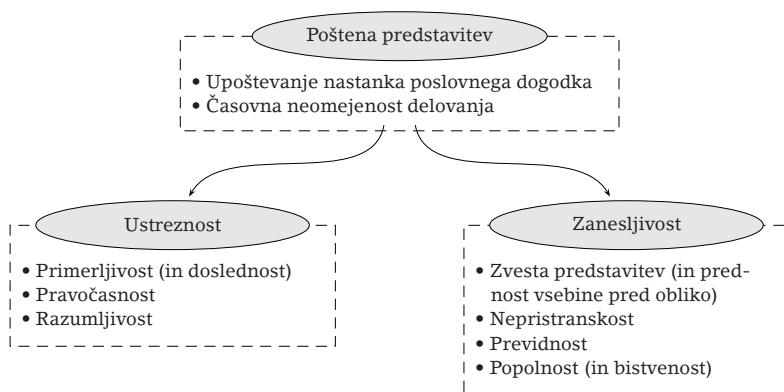 Poštena predstavitev
• Upoštevanje nastanka poslovnega dogodka
• Časovna neomejenost delovanja
Ustreznost
• Primerljivost (in doslednost)
• Pravočasnost
• Razumljivost
Zanesljivost
• Zvesta predstavitev (in pred-
nost vsebine pred obliko)
• Nepristranskost
• Previdnost
• Popolnost (in bistvenost)